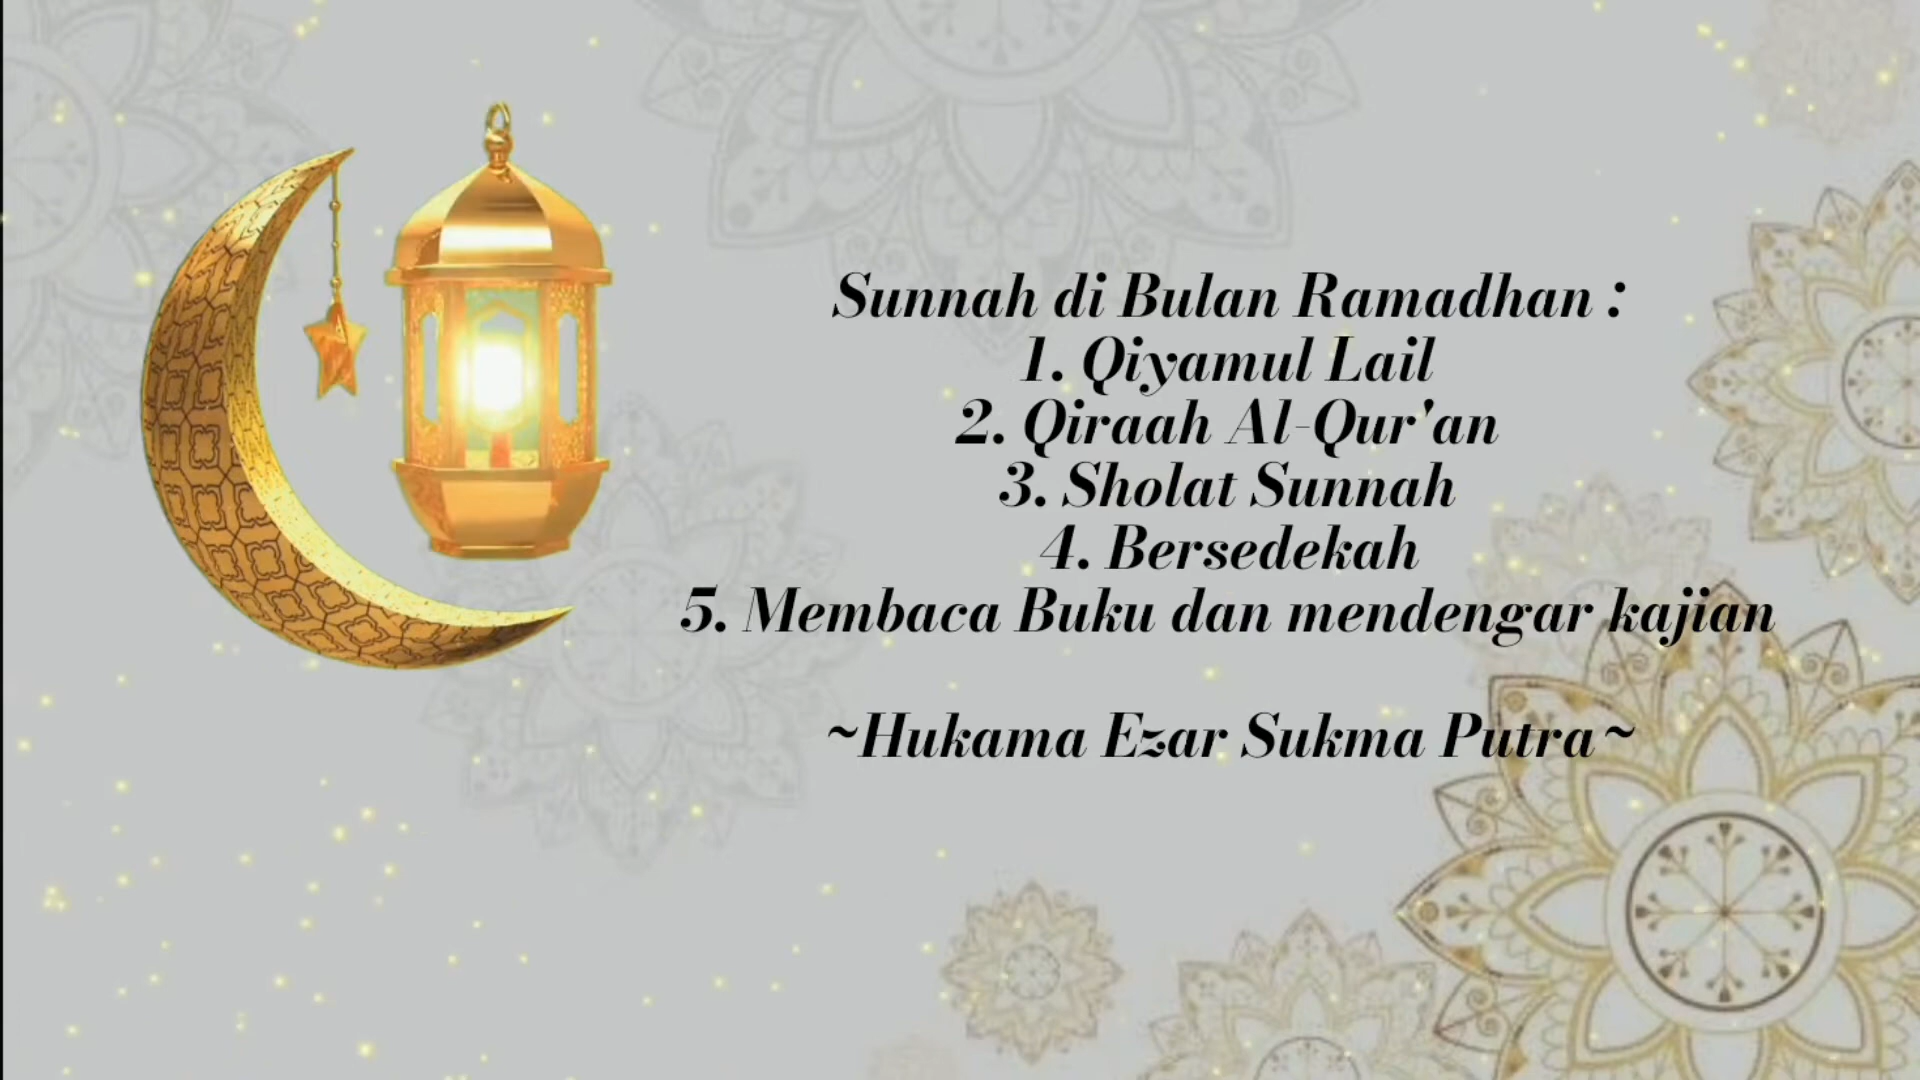 Sunnah di Bulan Ramadhan :
1. Qiyamul Lail
2. Qiraah Al-Qur'an
3. Sholat Sunnah
4. Bersedekah
5. Membaca Buku dan mendengar kajian
~Hukama Ezar Sukma Putra~